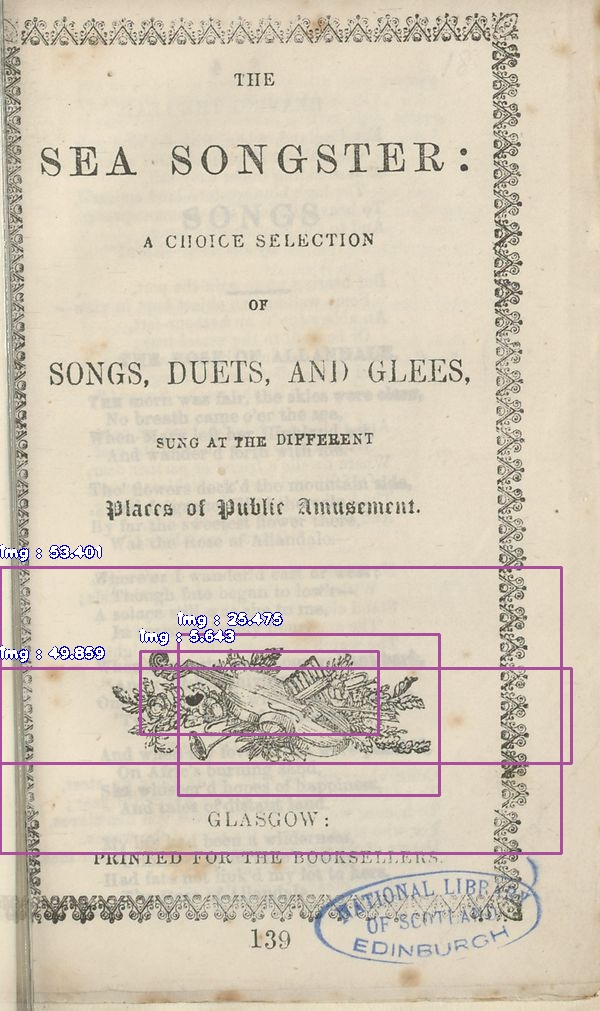 THE
SEA SONGSTER:
A CHOICE SELECTION
OF
SONGS, DUETS, AND GLEES,
SUNG AT THE DIFFERENT
Places of Public Amusement.
img : 53.401
img : 25.475
img : 5.643
img : 49.859
GLASGOW:
PRINTED FOR THE BOOKSELLERS.
NATIONAL LIBRARY
OF SCOTLAND
EDINBURGH
139